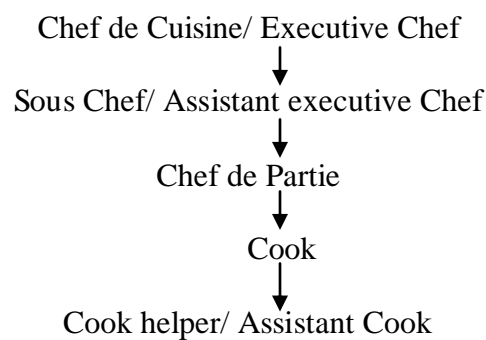 Chef de Cuisine/ Executive Chef
Sous Chef/ Assistant executive Chef
Chef de Partie
Cook
Cook helper/ Assistant Cook